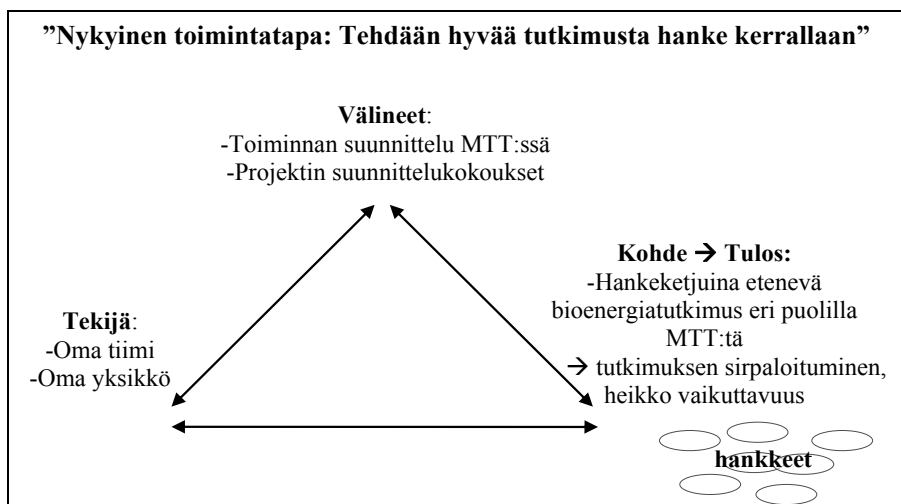 ”Nykyinen toimintatapa: Tehdään hyvää tutkimusta hanke kerrallaan”
Välineet:
-Toiminnan suunnittelu MTT:ssä
-Projektin suunnittelukokoukset
Kohde → Tulos:
-Hankeketjuina etenevä
bioenergiatutkimus eri puolilla
MTT:tä
→ tutkimuksen sirpaloituminen,
heikko vaikuttavuus
Tekijä:
-Oma tiimi
-Oma yksikkö
hankkeet